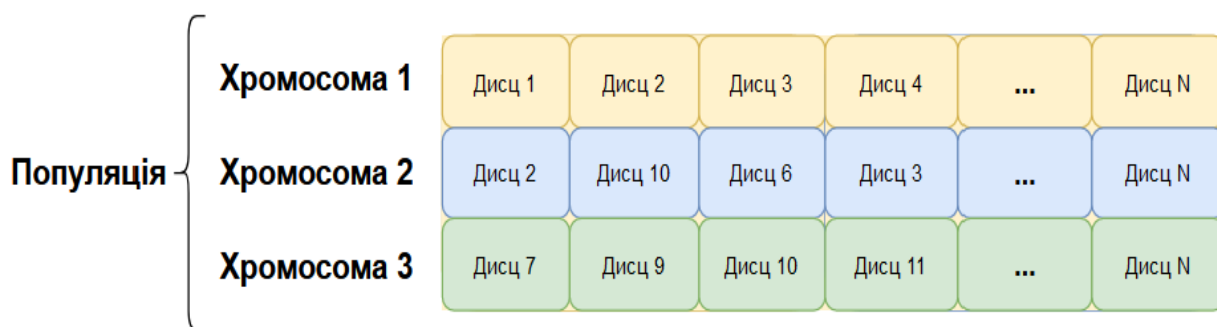 Популяція
Хромосома 1 Дисц 1 Дисц 2 Дисц 3 Дисц 4 ... Дисц N
Хромосома 2 Дисц 2 Дисц 10 Дисц 6 Дисц 3 ... Дисц N
Хромосома 3 Дисц 7 Дисц 9 Дисц 10 Дисц 11 ... Дисц N